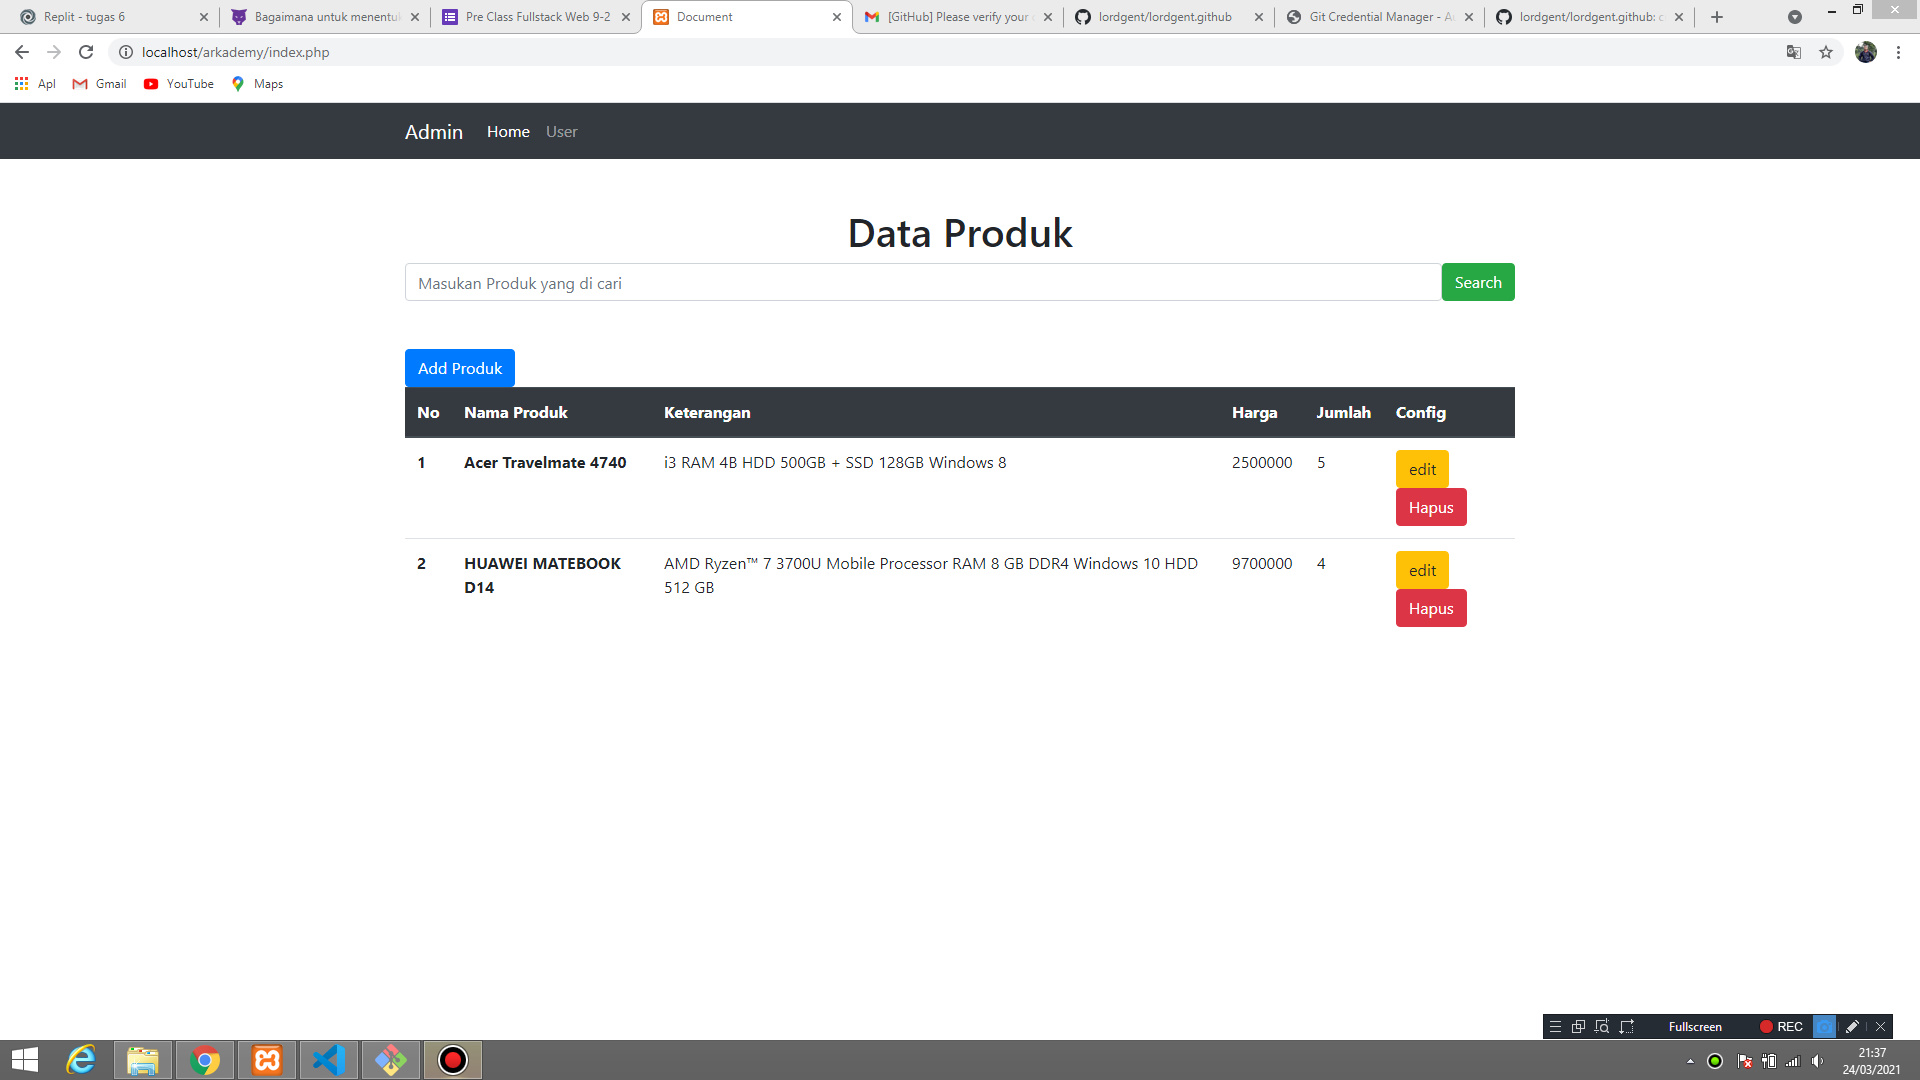 Replit - tugas 6
Bagaimana untuk menentuk
Pre Class Fullstack Web 9-2
Document
[GitHub] Please verify your
lordgent/lordgent.github
Git Credential Manager - A
lordgent/lordgent.github: c
localhost/arkademy/index.php
Apl
Gmail
YouTube
Maps
Admin
Home
User
Data Produk
Masukan Produk yang di cari
Search
Add Produk
No Nama Produk Keterangan Harga Jumlah Config
1 Acer Travelmate 4740 i3 RAM 4B HDD 500GB + SSD 128GB Windows 8 2500000 5 edit
Hapus
2 HUAWEI MATEBOOK AMD Ryzen™ 7 3700U Mobile Processor RAM 8 GB DDR4 Windows 10 HDD 9700000 4 edit
D14 512 GB
Hapus
Fullscreen
REC
21:37
24/03/2021